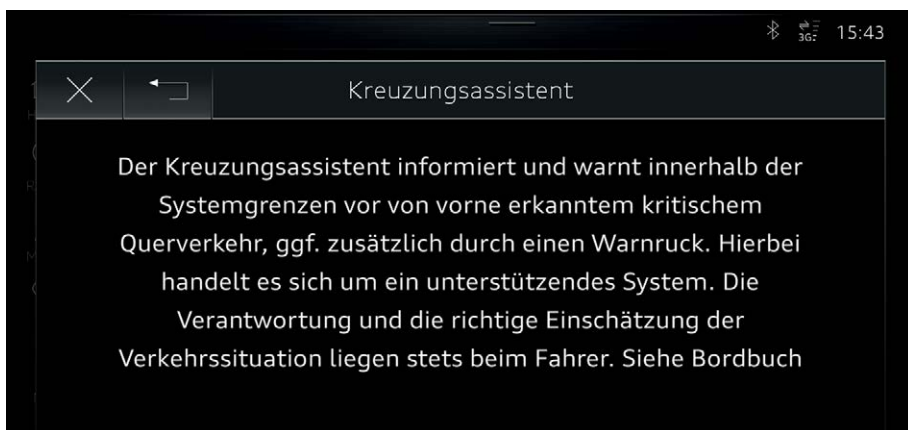 3G 15:43
Kreuzungsassistent
Der Kreuzungsassistent informiert und warnt innerhalb der
Systemgrenzen vor von vorne erkanntem kritischem
Querverkehr, ggf. zusätzlich durch einen Warnruck. Hierbei
handelt es sich um ein unterstützendes System. Die
Verantwortung und die richtige Einschätzung der
Verkehrssituation liegen stets beim Fahrer. Siehe Bordbuch